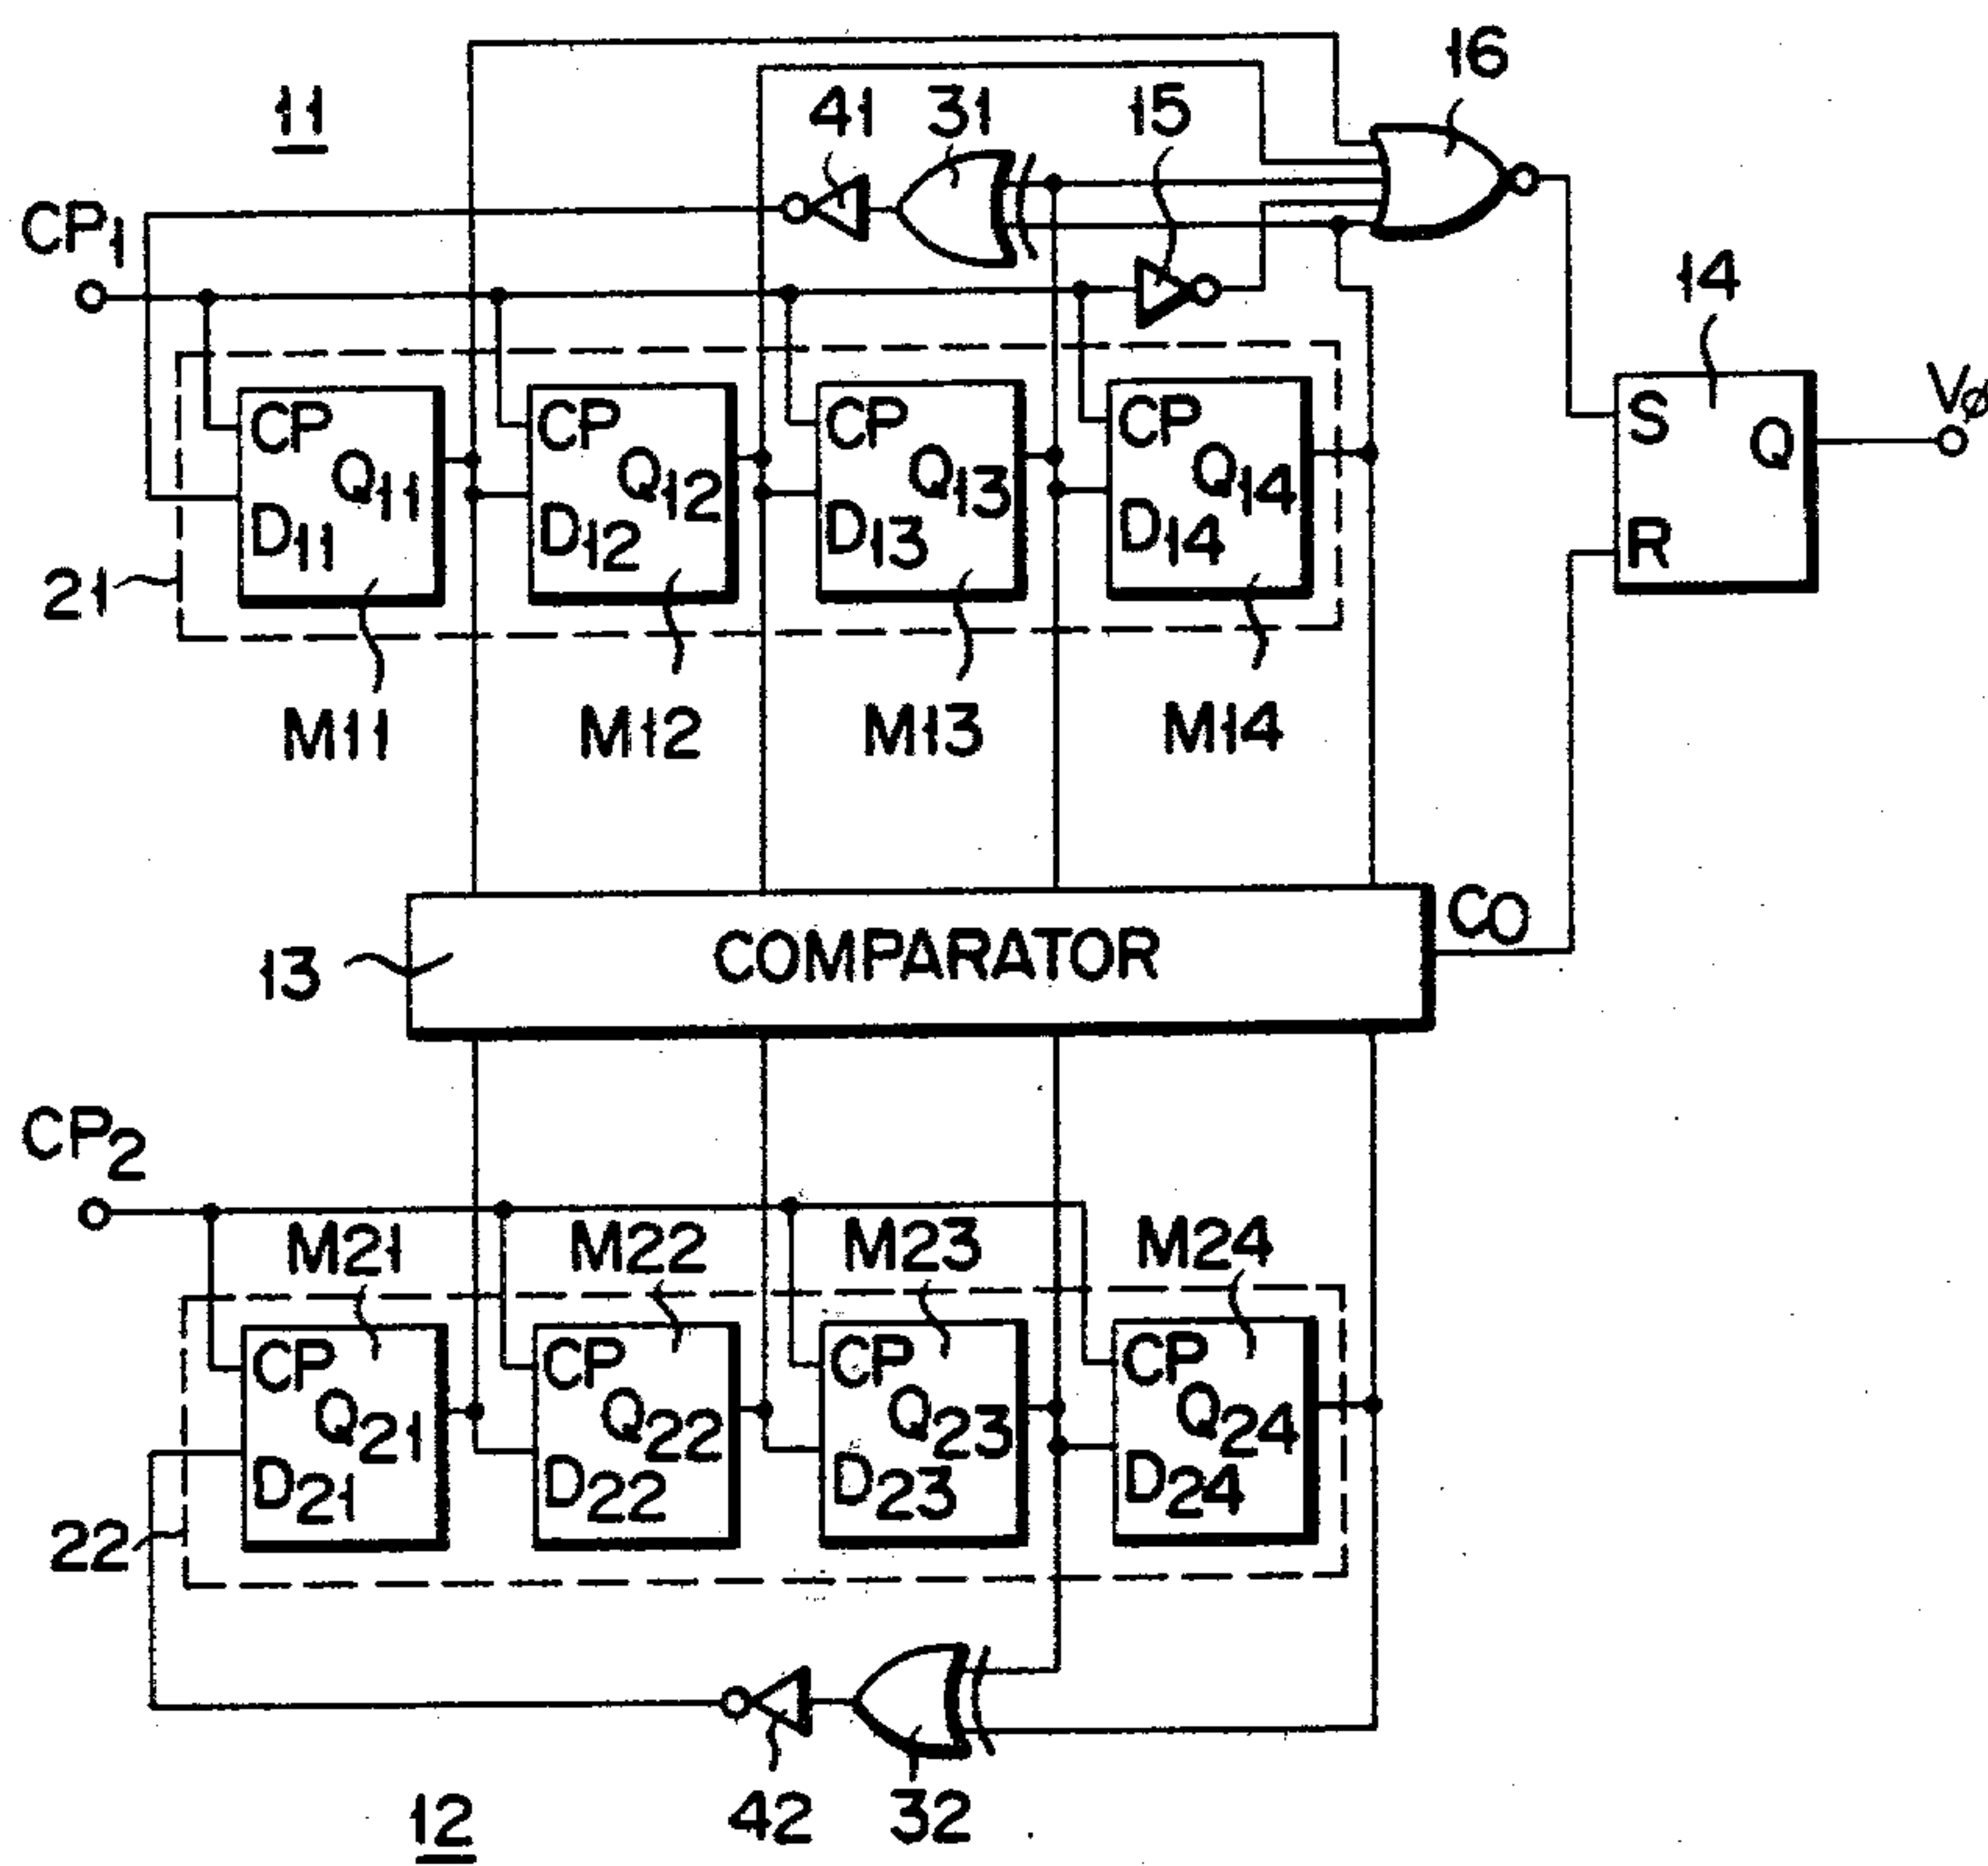 16
11
41
31
15
CP1
14
VØ
CP
Q11
D11
CP
Q12
D12
CP
Q13
D13
CP
Q14
D14
S
Q
R
21
M11
M12
M13
M14
CO
13
COMPARATOR
CP2
M21
M22
M23
M24
CP
Q21
D21
CP
Q22
D22
CP
Q23
D23
CP
Q24
D24
22
42
32
12